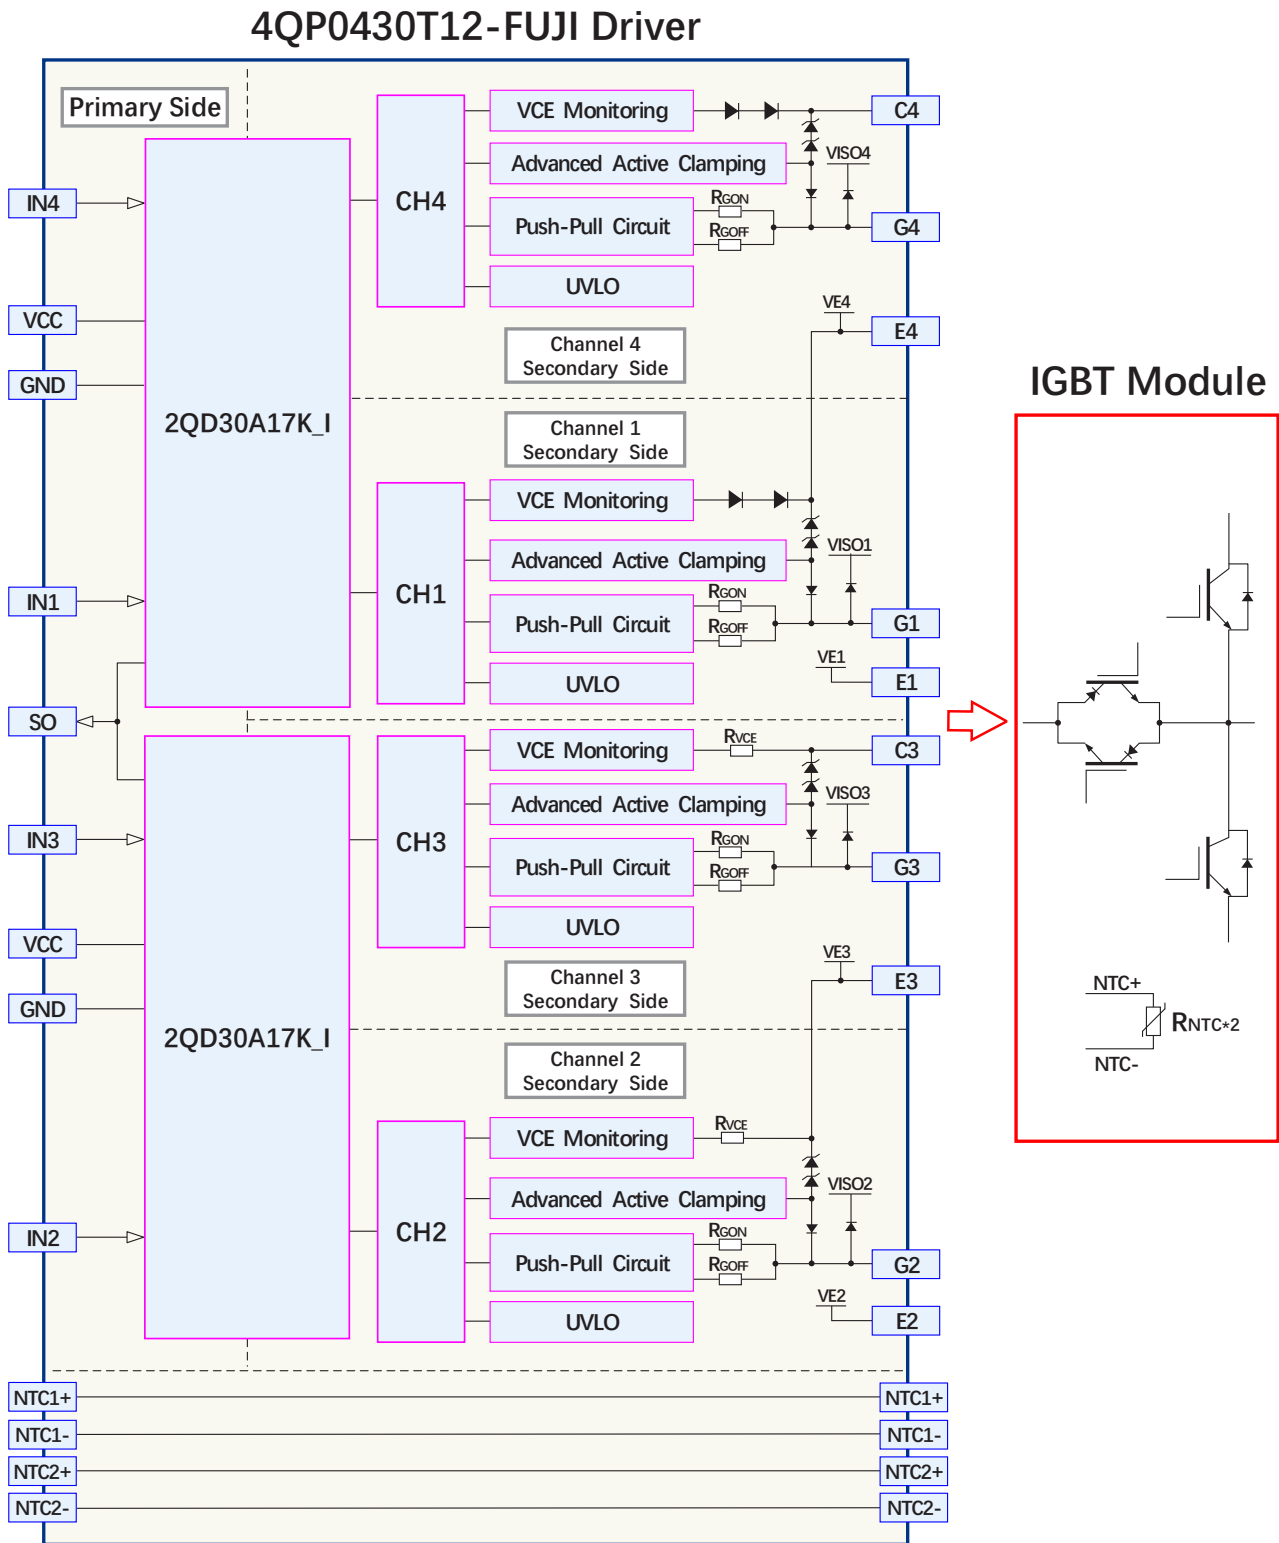 4QP0430T12-FUJI Driver
Primary Side
IN4
VCC
GND
IN1
SO
IN3
VCC
GND
IN2
2QD30A17K_I
2QD30A17K_I
CH4
VCE Monitoring
Advanced Active Clamping
Push-Pull Circuit
UVLO
RGON
RGOFF
VISO4
C4
G4
VE4
E4
Channel 4
Secondary Side
Channel 1
Secondary Side
CH1
VCE Monitoring
Advanced Active Clamping
Push-Pull Circuit
UVLO
RGON
RGOFF
VISO1
G1
VE1
E1
CH3
VCE Monitoring
RVCE
Advanced Active Clamping
Push-Pull Circuit
UVLO
RGON
RGOFF
VISO3
C3
G3
VE3
E3
Channel 3
Secondary Side
Channel 2
Secondary Side
CH2
VCE Monitoring
RVCE
Advanced Active Clamping
Push-Pull Circuit
UVLO
RGON
RGOFF
VISO2
G2
VE2
E2
NTC1+
NTC1+
NTC1-
NTC1-
NTC2+
NTC2+
NTC2-
NTC2-
IGBT Module
NTC+
RNTC*2
NTC-